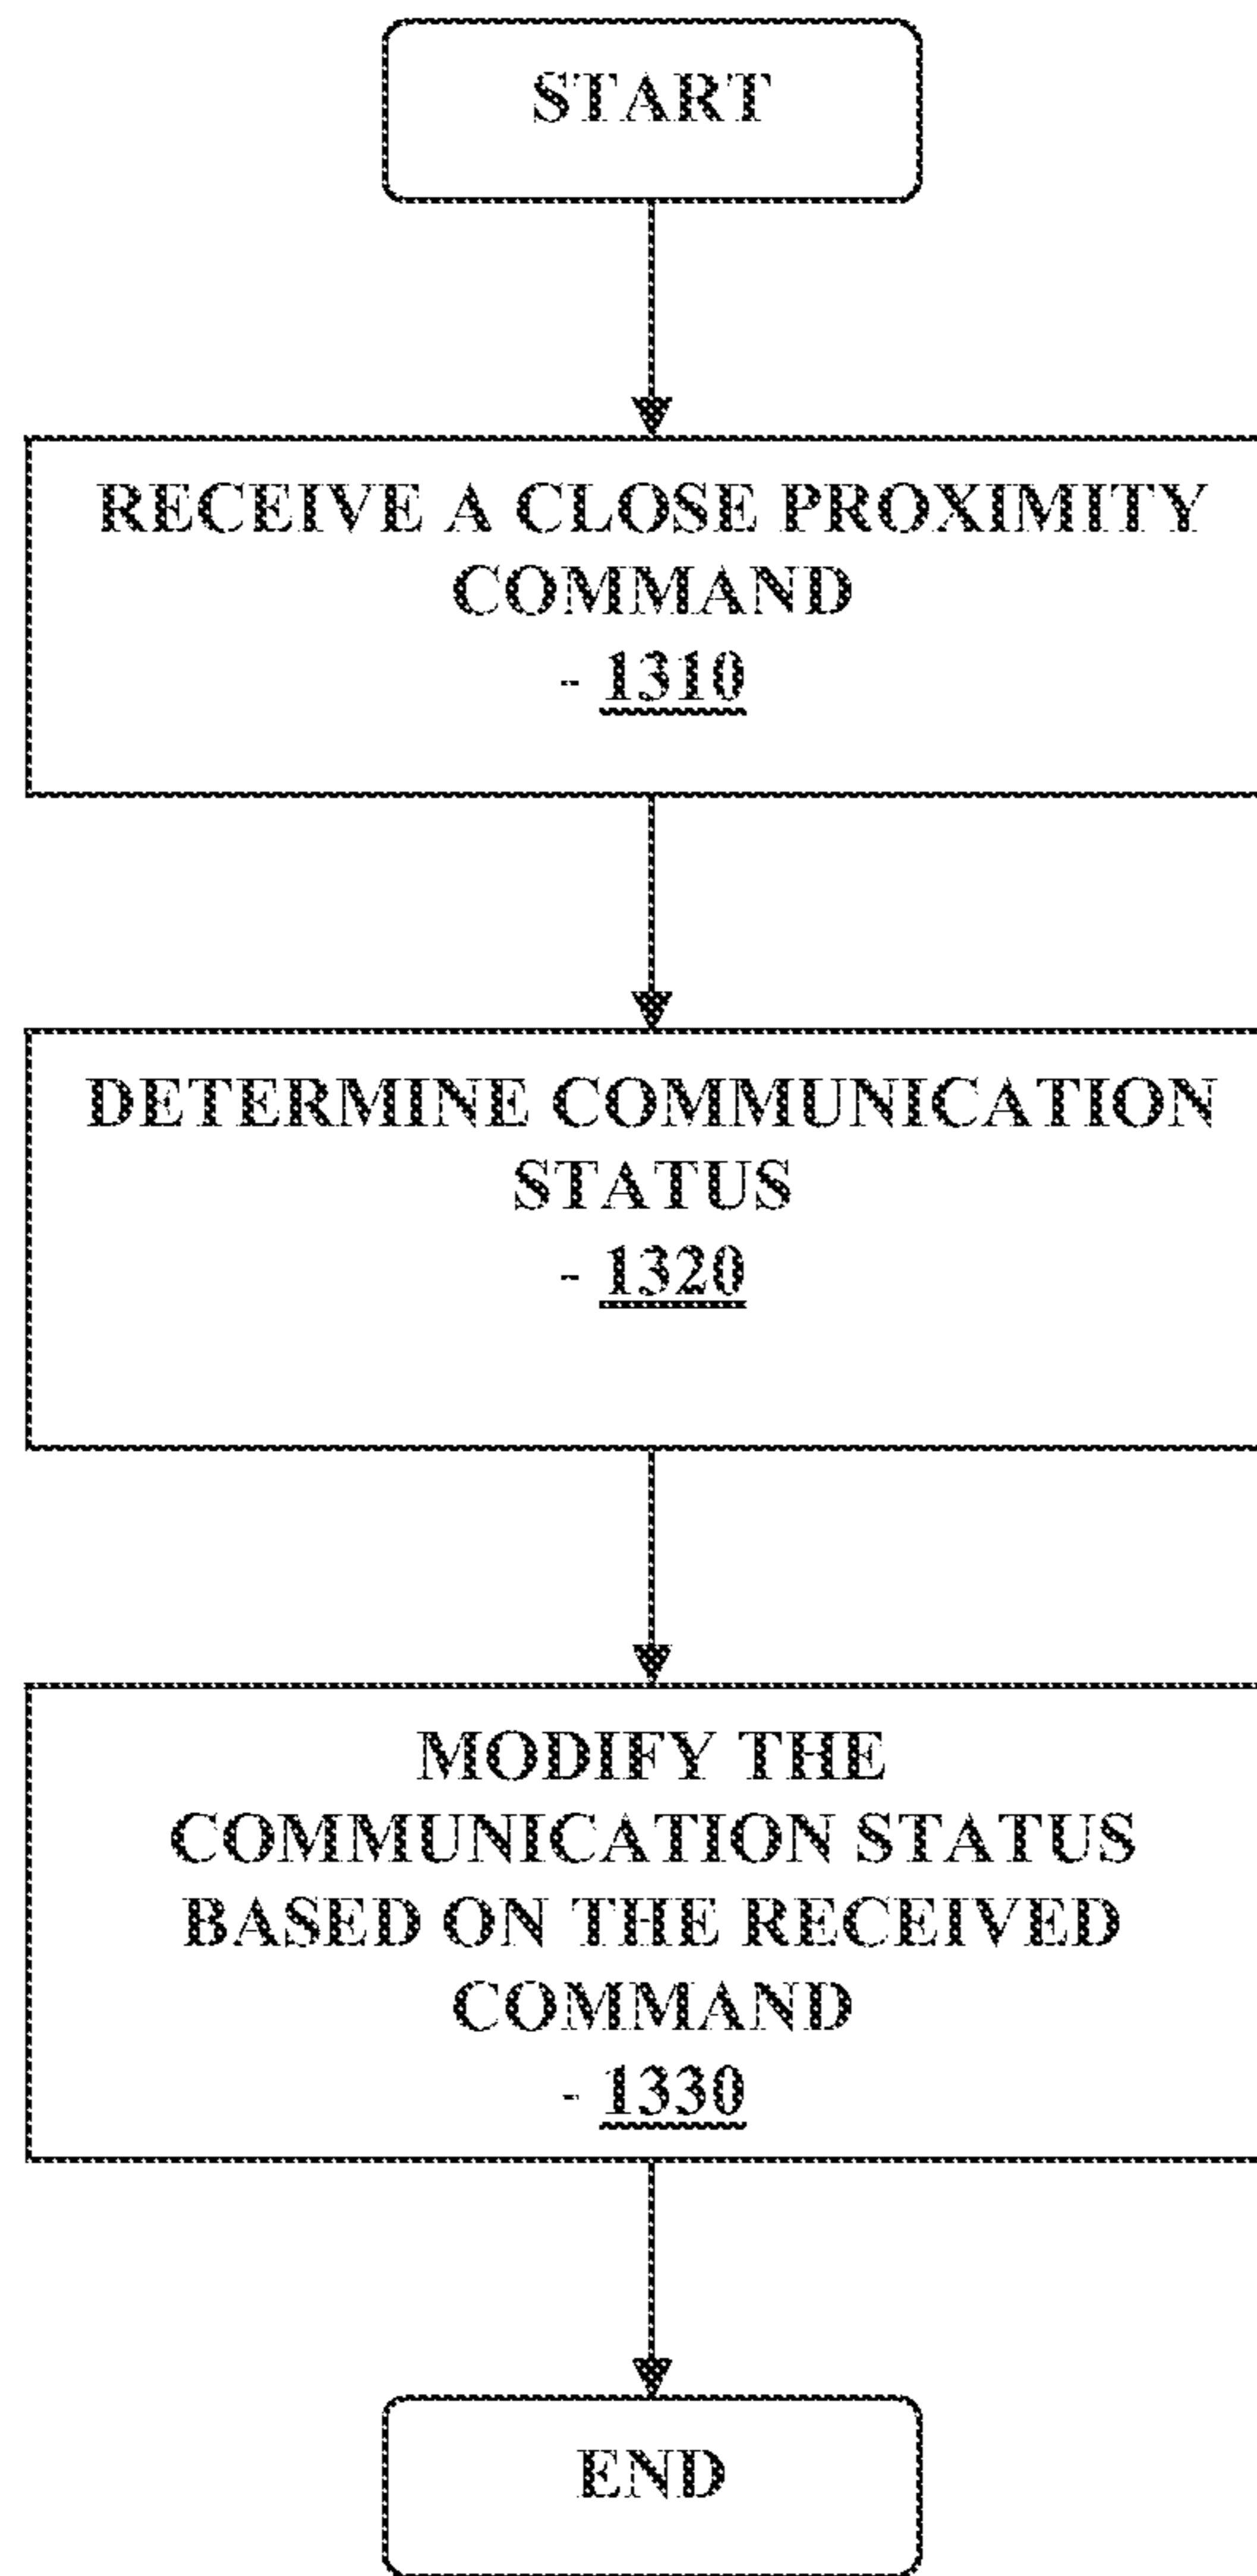 START
RECEIVE A CLOSE PROXIMITY
COMMAND
- 1310
DETERMINE COMMUNICATION
STATUS
- 1320
MODIFY THE
COMMUNICATION STATUS
BASED ON THE RECEIVED
COMMAND
- 1330
END